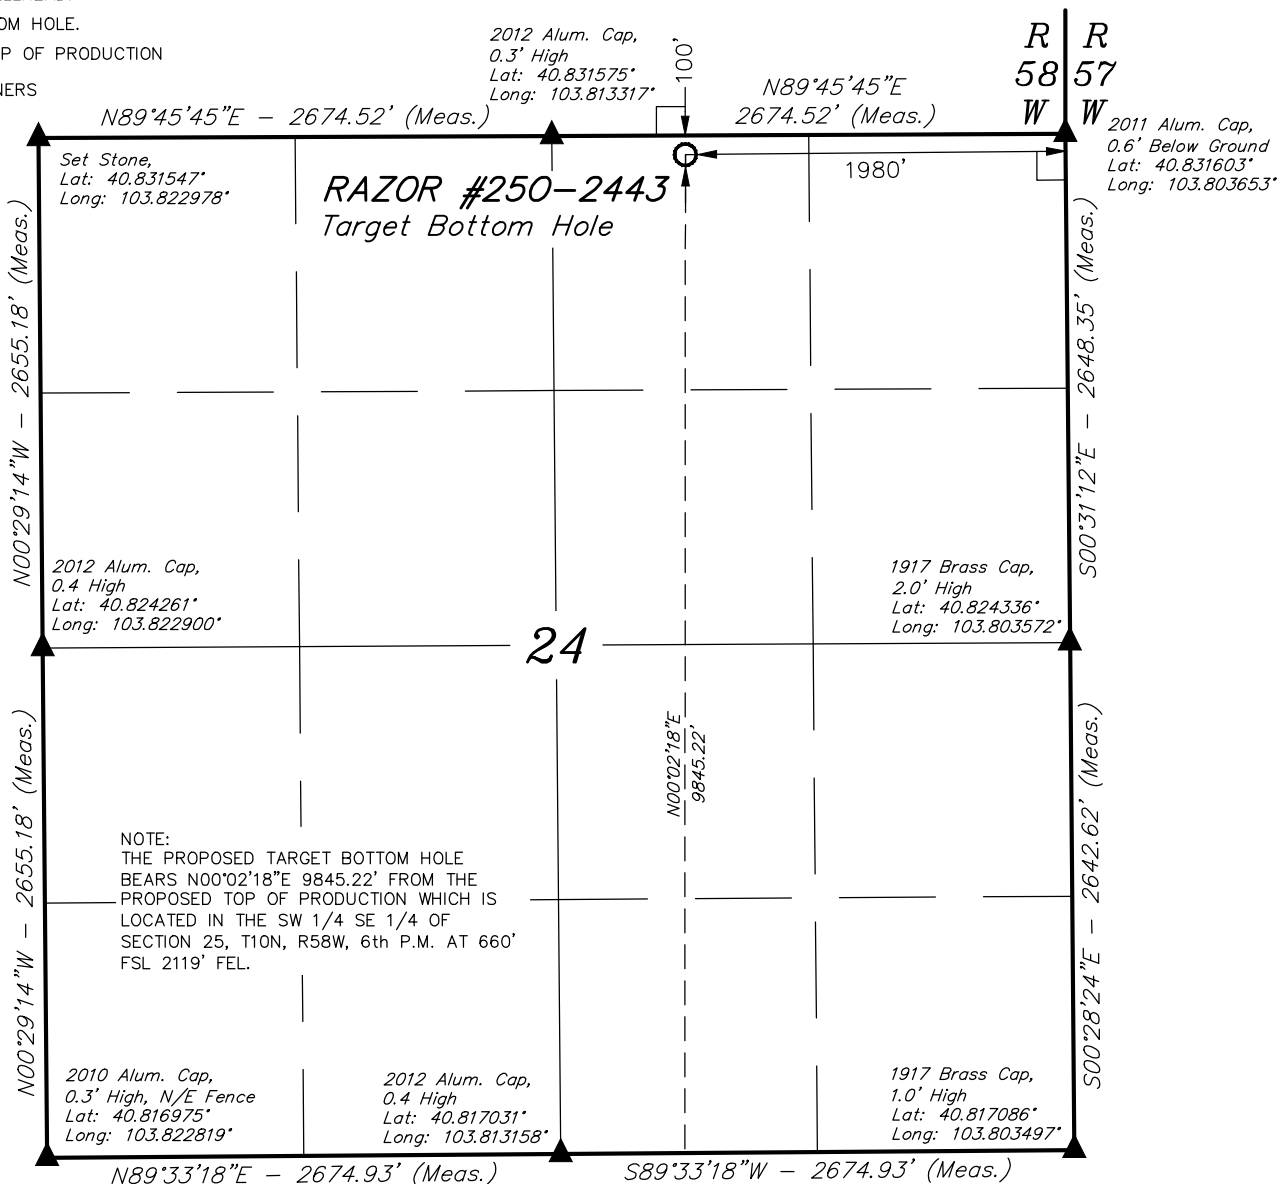 OM HOLE.
P OF PRODUCTION
NERS
2012 Alum. Cap,
0.3' High
Lat: 40.831575°
Long: 103.813317°
100'
R R
58 57
W W
N89°45'45"E - 2674.52' (Meas.)
N89°45'45"E
2674.52' (Meas.)
2011 Alum. Cap,
0.6' Below Ground
Lat: 40.831603°
Long: 103.803653°
Set Stone,
Lat: 40.831547°
Long: 103.822978°
1980'
RAZOR #250-2443
Target Bottom Hole
N00°29'14"W - 2655.18' (Meas.)
S00°31'12"E - 2648.35' (Meas.)
2012 Alum. Cap,
0.4 High
Lat: 40.824261°
Long: 103.822900°
1917 Brass Cap,
2.0' High
Lat: 40.824336°
Long: 103.803572°
24
N00°02'18"E
9845.22'
N00°29'14"W - 2655.18' (Meas.)
S00°28'24"E - 2642.62' (Meas.)
NOTE:
THE PROPOSED TARGET BOTTOM HOLE
BEARS N00°02'18"E 9845.22' FROM THE
PROPOSED TOP OF PRODUCTION WHICH IS
LOCATED IN THE SW 1/4 SE 1/4 OF
SECTION 25, T10N, R58W, 6th P.M. AT 660'
FSL 2119' FEL.
2010 Alum. Cap,
0.3' High, N/E Fence
Lat: 40.816975°
Long: 103.822819°
2012 Alum. Cap,
0.4 High
Lat: 40.817031°
Long: 103.813158°
1917 Brass Cap,
1.0' High
Lat: 40.817086°
Long: 103.803497°
N89°33'18"E - 2674.93' (Meas.)
S89°33'18"W - 2674.93' (Meas.)